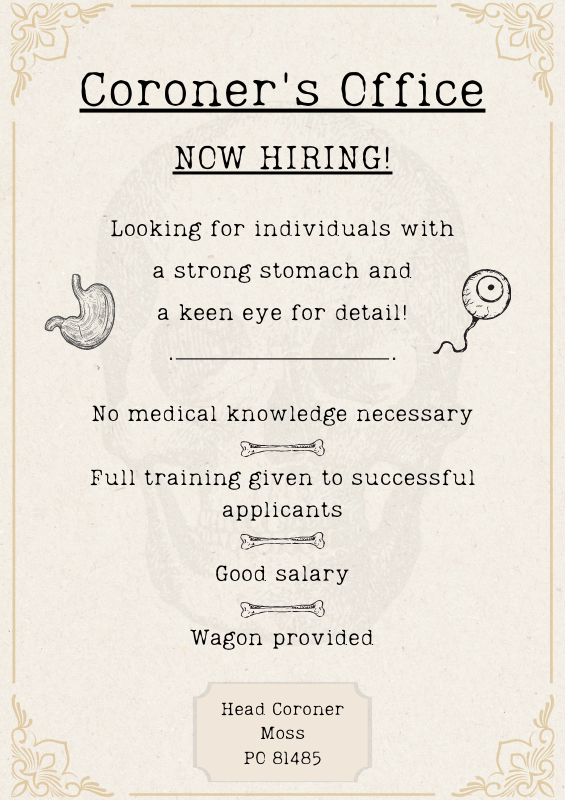 Coroner's Office
NOW HIRING!
Looking for individuals with
a strong stomach and
a keen eye for detail!
No medical knowledge necessary
Full training given to successful
applicants
Good salary
Wagon provided
Head Coroner
Moss
PO 81485